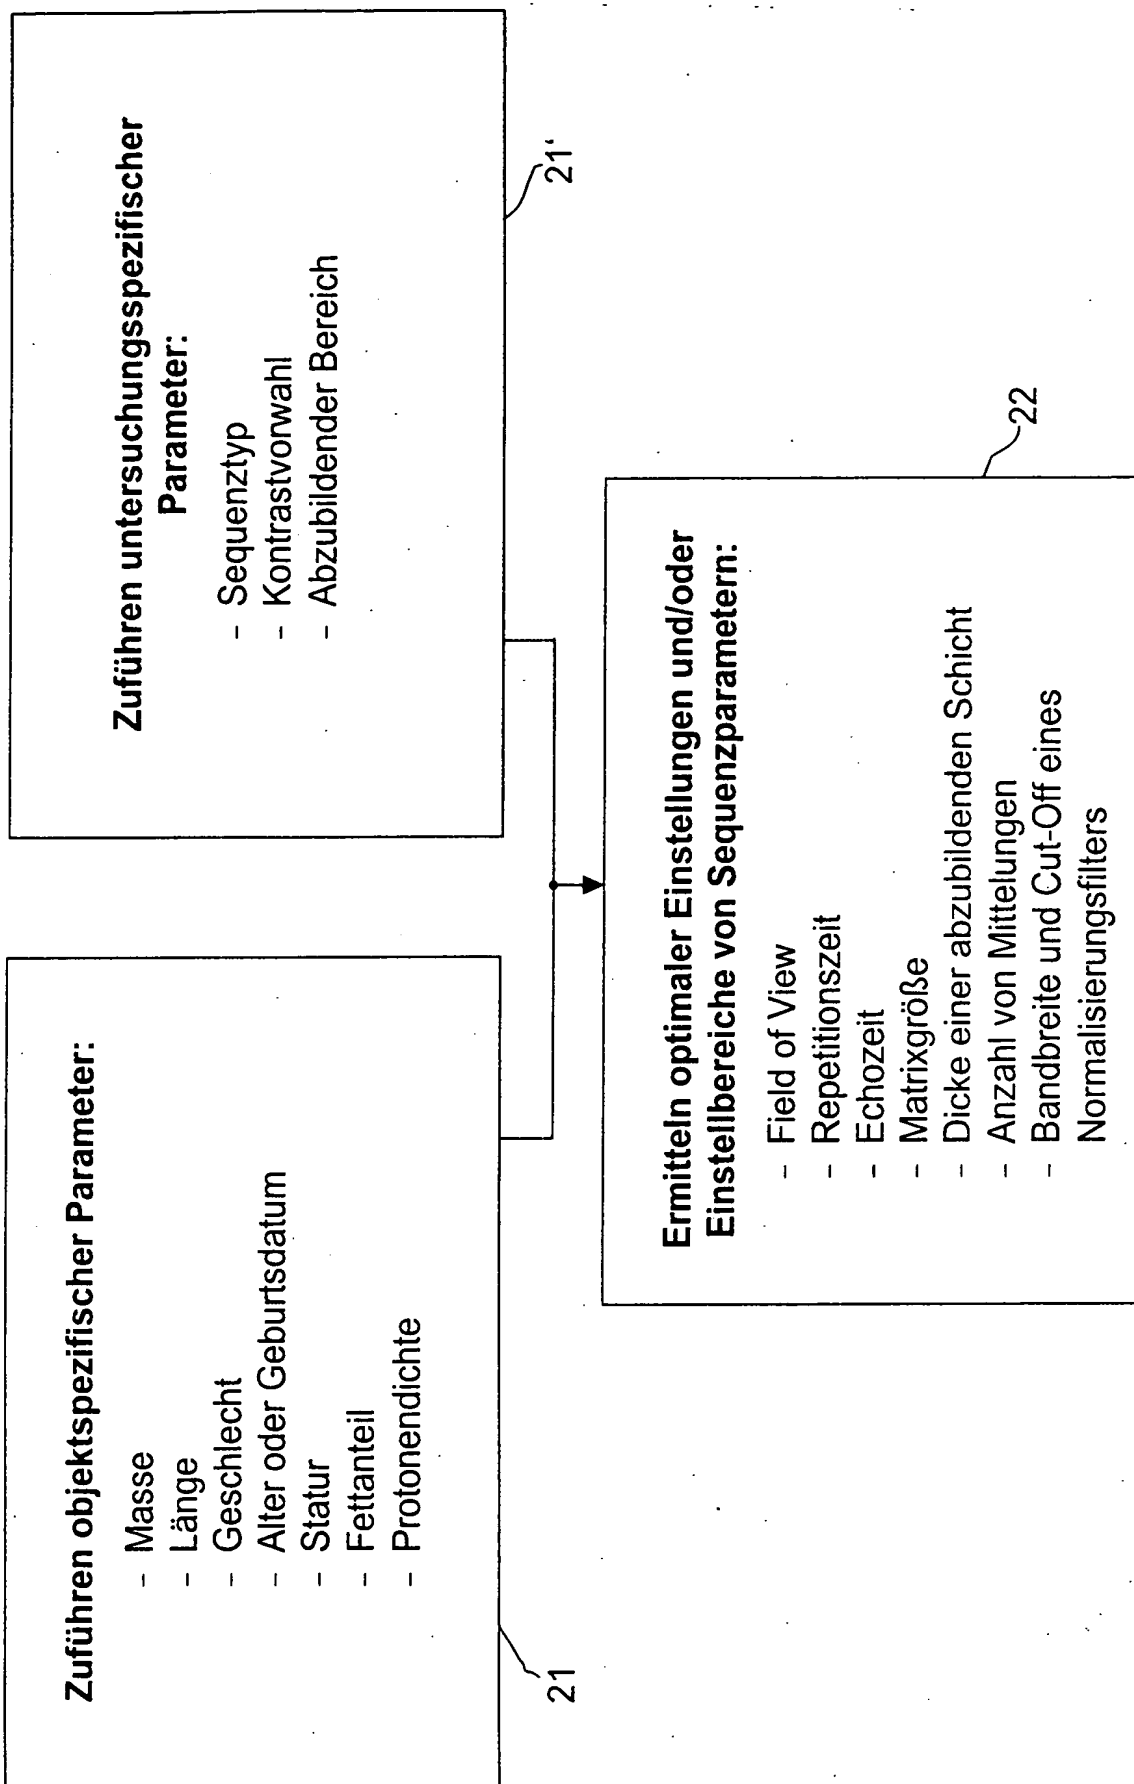 Zuführen objektspezifischer Parameter:
- Masse
- Länge
- Geschlecht
- Alter oder Geburtsdatum
- Statur
- Fettanteil
- Protonendichte
21
Zuführen untersuchungsspezifischer
Parameter:
- Sequenztyp
- Kontrastvorwahl
- Abzubildender Bereich
21'
Ermitteln optimaler Einstellungen und/oder
Einstellbereiche von Sequenzparametern:
- Field of View
- Repetitionszeit
- Echozeit
- Matrixgröße
- Dicke einer abzubildenden Schicht
- Anzahl von Mittelungen
- Bandbreite und Cut-Off eines
Normalisierungsfilters
22